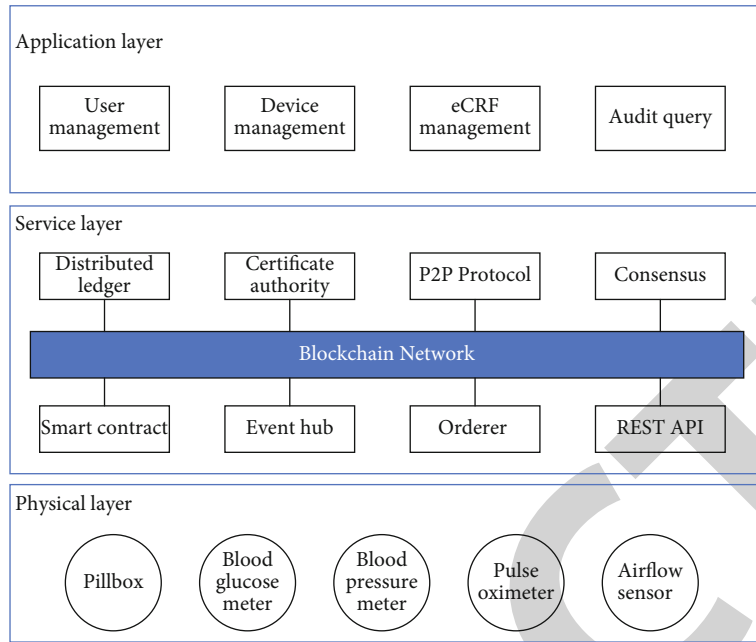 Application layer
User
management
Device
management
eCRF
management
Audit query
Service layer
Distributed
ledger
Certificate
authority
P2P Protocol
Consensus
Blockchain Network
Smart contract
Event hub
Orderer
REST API
Physical layer
Pillbox
Blood
glucose
meter
Blood
pressure
meter
Pulse
oximeter
Airflow
sensor